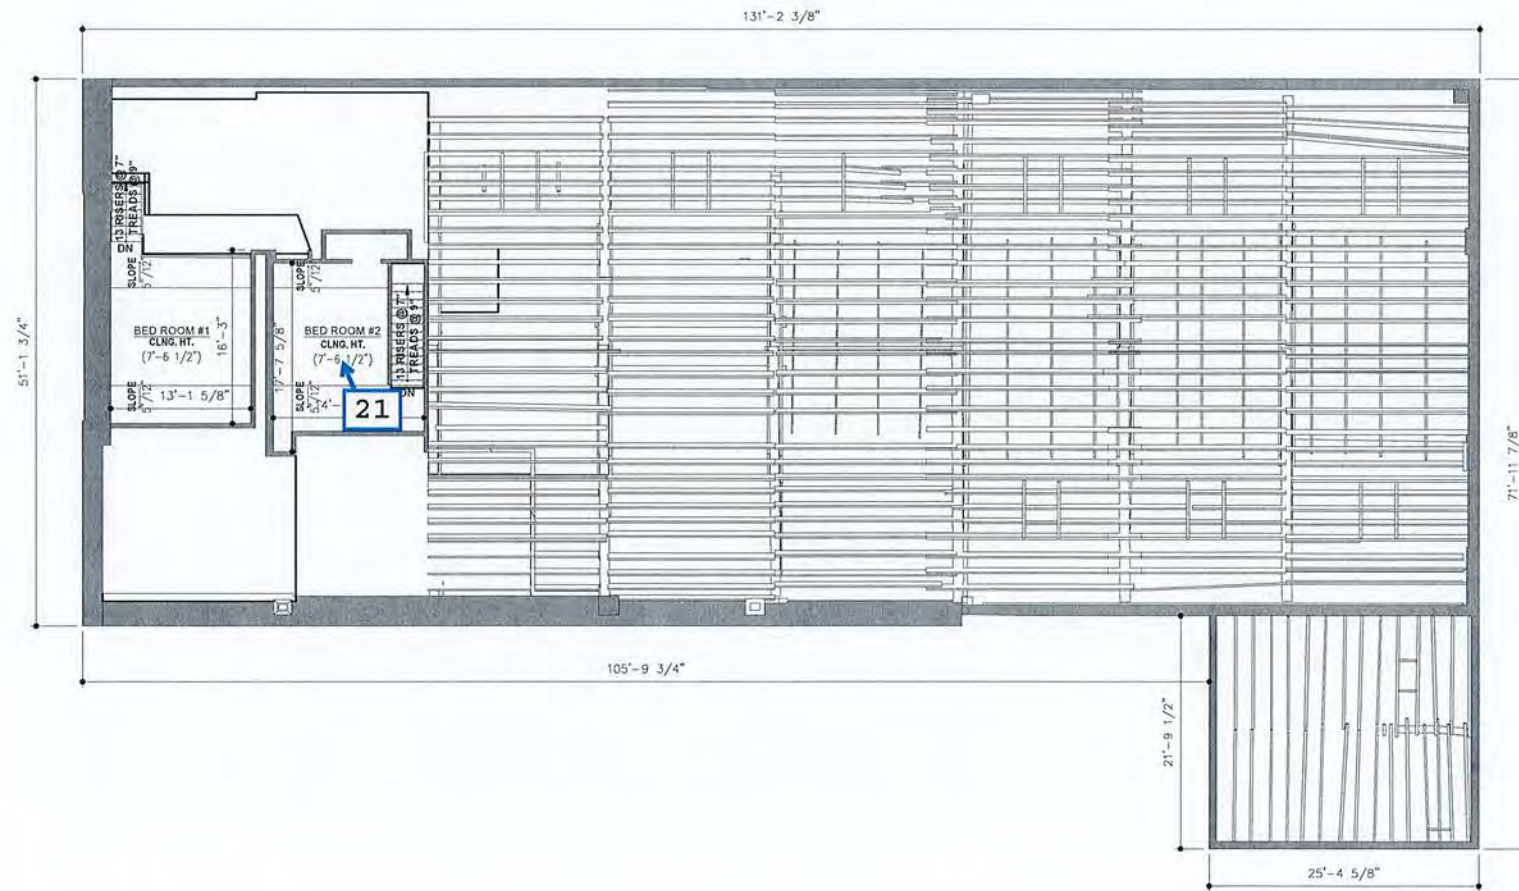 131'-2 3/8"
51'-1 3/4"
13 RISERS @ 7"
TREADS @ 9"
DN
SLOPE
5"/12"
BED ROOM #1
CLNG. HT.
(7'-6 1/2")
16'-3"
SLOPE
5"/12"
13'-1 5/8"
17'-7 5/8"
SLOPE
5"/12"
BED ROOM #2
CLNG. HT.
(7'-6 1/2")
13 RISERS @ 7"
TREADS @ 9"
DN
SLOPE
5"/12"
21
71'-11 7/8"
105'-9 3/4"
21'-9 1/2"
25'-4 5/8"